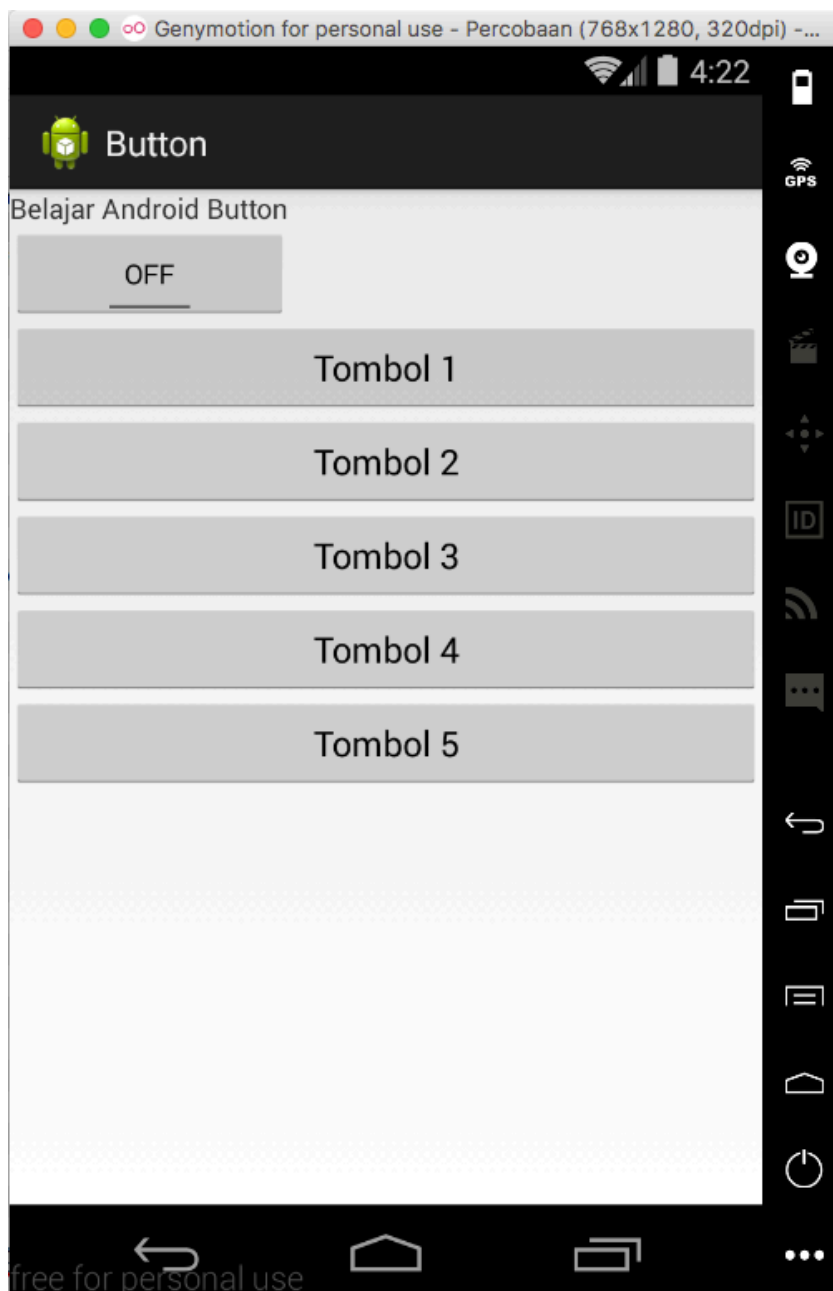 Genymotion for personal use - Percobaan (768x1280, 320dpi) -...
4:22
Button
GPS
Belajar Android Button
OFF
Tombol 1
Tombol 2
Tombol 3
ID
Tombol 4
Tombol 5
free for personal use